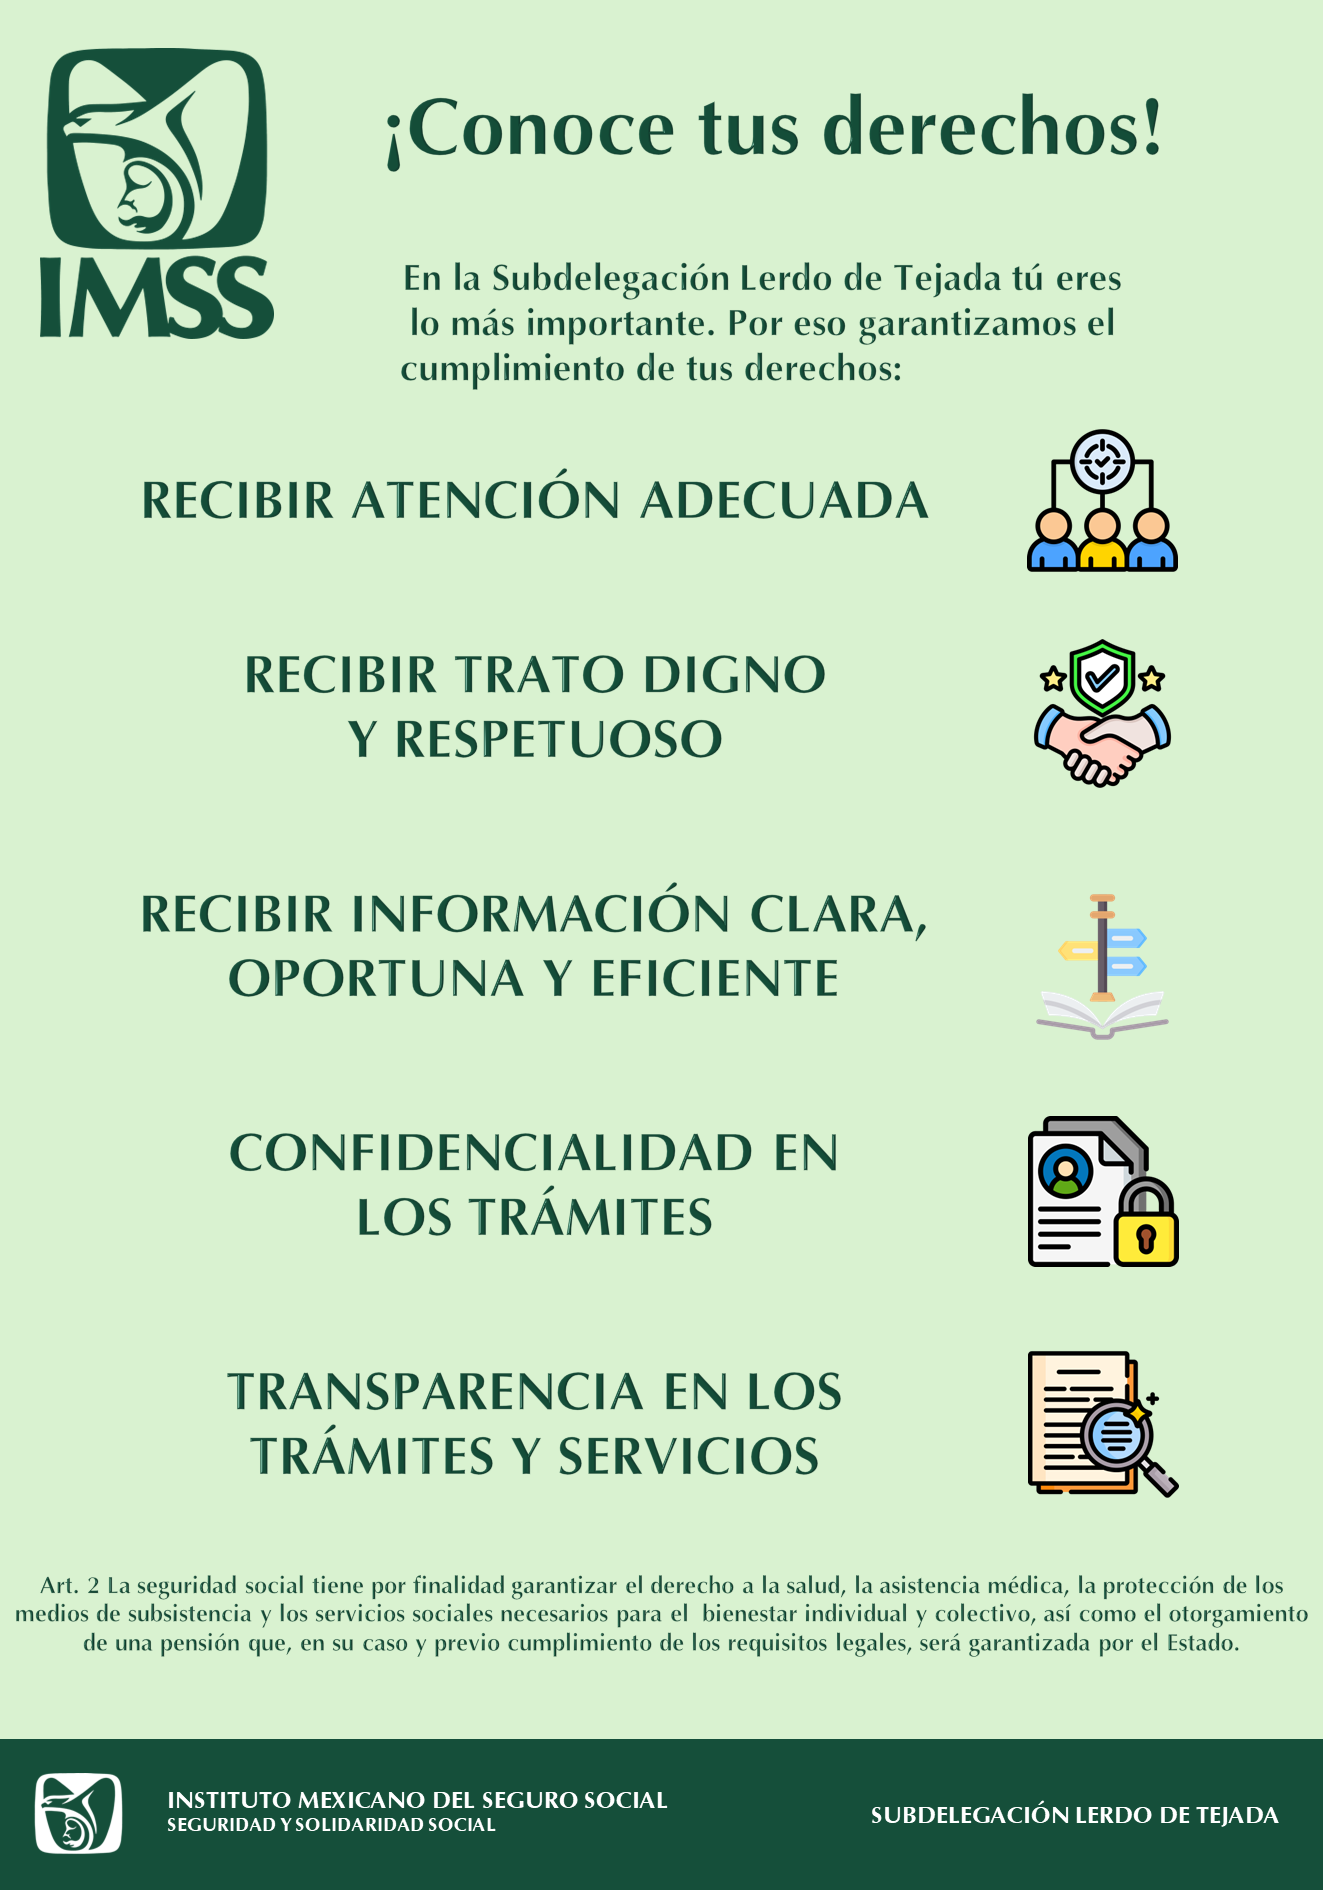 IMSS
¡Conoce tus derechos!
En la Subdelegación Lerdo de Tejada tú eres
lo más importante. Por eso garantizamos el
cumplimiento de tus derechos:
RECIBIR ATENCIÓN ADECUADA
RECIBIR TRATO DIGNO
Y RESPETUOSO
RECIBIR INFORMACIÓN CLARA,
OPORTUNA Y EFICIENTE
CONFIDENCIALIDAD EN
LOS TRÁMITES
TRANSPARENCIA EN LOS
TRÁMITES Y SERVICIOS
Art. 2 La seguridad social tiene por finalidad garantizar el derecho a la salud, la asistencia médica, la protección de los
medios de subsistencia y los servicios sociales necesarios para el bienestar individual y colectivo, así como el otorgamiento
de una pensión que, en su caso y previo cumplimiento de los requisitos legales, será garantizada por el Estado.
INSTITUTO MEXICANO DEL SEGURO SOCIAL
SEGURIDAD Y SOLIDARIDAD SOCIAL
SUBDELEGACIÓN LERDO DE TEJADA